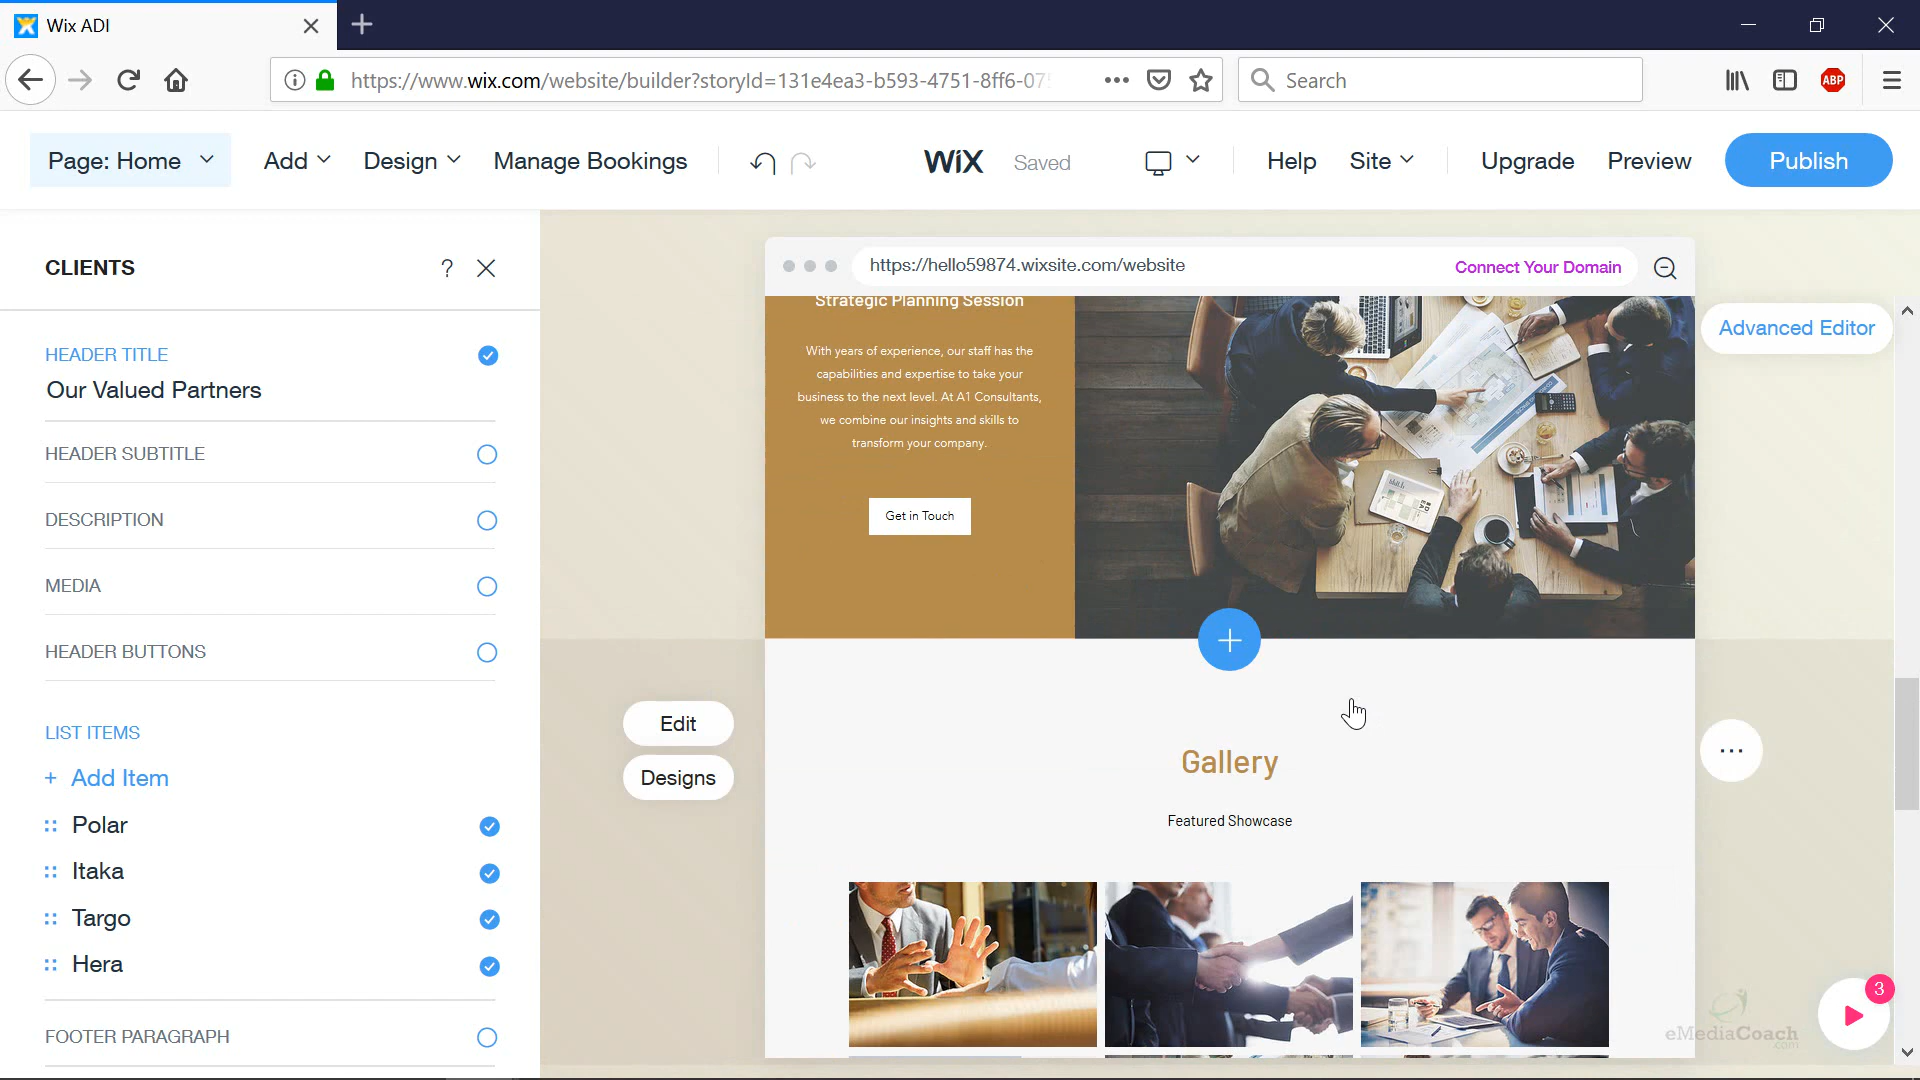 Wix ADI
https://www.wix.com/website/builder?storyId=131e4ea3-b593-4751-8ff6-07
Search
ABP
Page: Home
Add
Design
Manage Bookings
WiX
Saved
Help
Site
Upgrade
Preview
Publish
CLIENTS
?
HEADER TITLE
Our Valued Partners
HEADER SUBTITLE
DESCRIPTION
MEDIA
HEADER BUTTONS
LIST ITEMS
+ Add Item
Polar
Itaka
Targo
Hera
FOOTER PARAGRAPH
https://hello59874.wixsite.com/website
Connect Your Domain
Advanced Editor
Strategic Planning Session
With years of experience, our staff has the
capabilities and expertise to take your
business to the next level. At A1 Consultants,
we combine our insights and skills to
transform your company.
Get in Touch
Edit
Designs
Gallery
Featured Showcase
3
eMediaCoach
.com